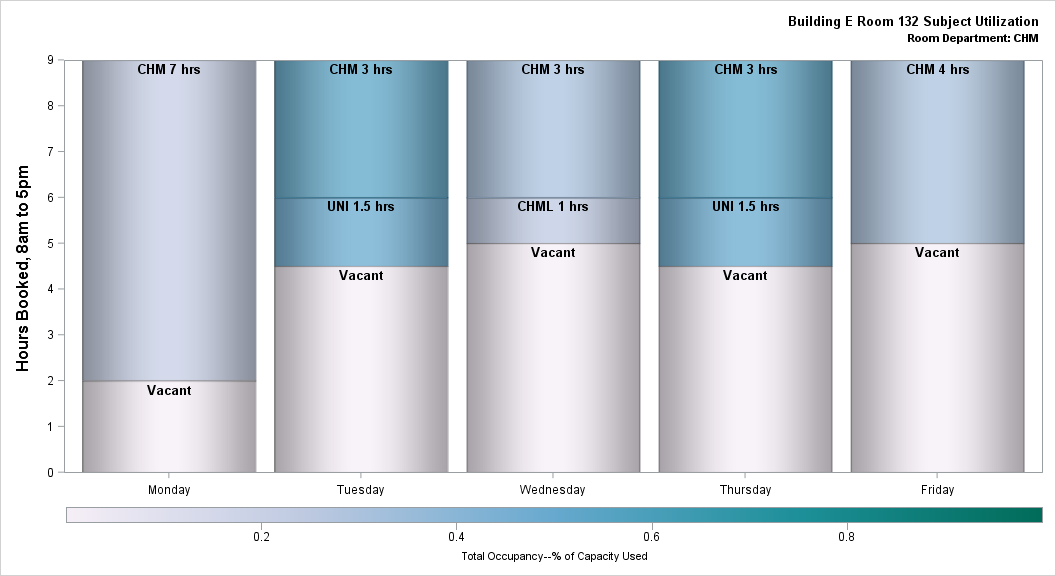 Building E Room 132 Subject Utilization
Room Department: CHM
Hours Booked, 8am to 5pm
9
8
7
6
5
4
3
2
1
0
CHM 7 hrs
Vacant
CHM 3 hrs
UNI 1.5 hrs
Vacant
CHM 3 hrs
CHML 1 hrs
Vacant
CHM 3 hrs
UNI 1.5 hrs
Vacant
CHM 4 hrs
Vacant
Monday Tuesday Wednesday Thursday Friday
0.2 0.4 0.6 0.8
Total Occupancy--% of Capacity Used